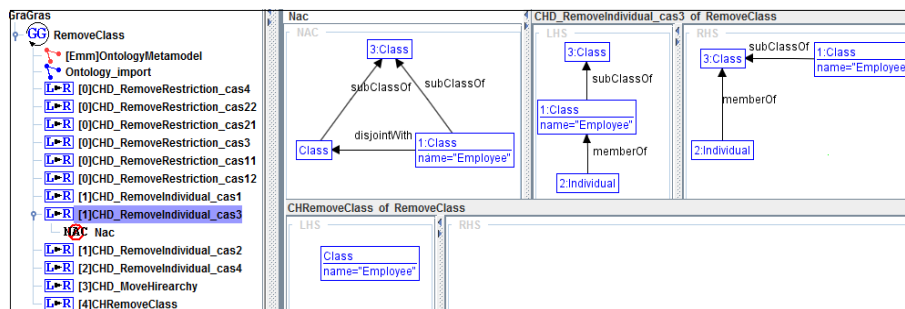 GraGras
GG RemoveClass
[Emm]OntologyMetamodel
Ontology_import
L►R [0]CHD_RemoveRestriction_cas4
L►R [0]CHD_RemoveRestriction_cas22
L►R [0]CHD_RemoveRestriction_cas21
L►R [0]CHD_RemoveRestriction_cas3
L►R [0]CHD_RemoveRestriction_cas11
L►R [0]CHD_RemoveRestriction_cas12
L►R [1]CHD_RemoveIndividual_cas1
L►R [1]CHD_RemoveIndividual_cas3
NAC Nac
L►R [1]CHD_RemoveIndividual_cas2
L►R [2]CHD_RemoveIndividual_cas4
L►R [3]CHD_MoveHirearchy
L►R [4]CHRemoveClass
Nac
NAC
3:Class
subClassOf
subClassOf
disjointWith
Class
1:Class
name="Employee"
CHD_RemoveIndividual_cas3 of RemoveClass
LHS
3:Class
subClassOf
1:Class
name="Employee"
memberOf
2:Individual
RHS
subClassOf
3:Class
1:Class
name="Employee
memberOf
2:Individual
CHRemoveClass of RemoveClass
LHS
Class
name="Employee"
RHS